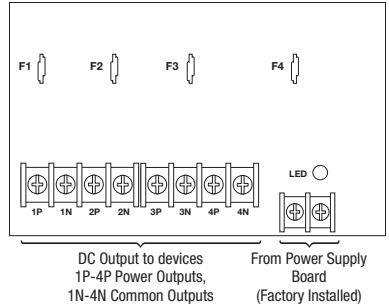 F1 F2 F3 F4
LED
1P 1N 2P 2N 3P 3N 4P 4N
DC Output to devices
1P-4P Power Outputs,
1N-4N Common Outputs
From Power Supply
Board
(Factory Installed)